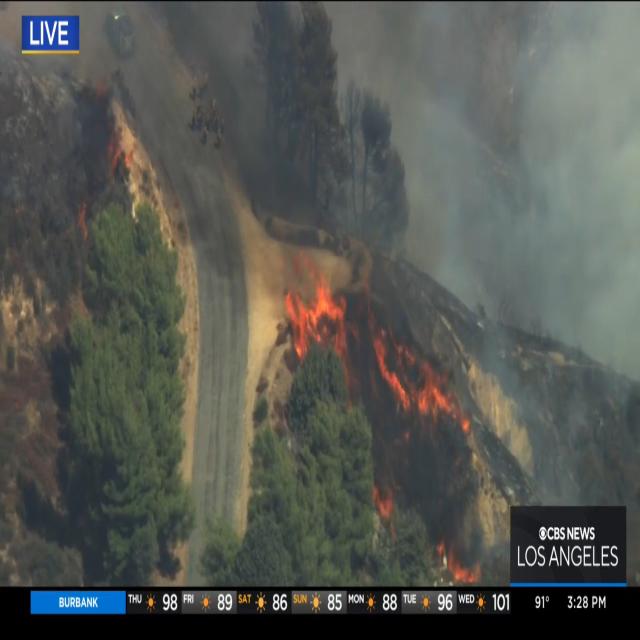 LIVE
CBS NEWS
LOS ANGELES
BURBANK THU 98 FRI 89 SAT 86 SUN 85 MON 88 TUE 96 WED 101 91° 3:28 PM